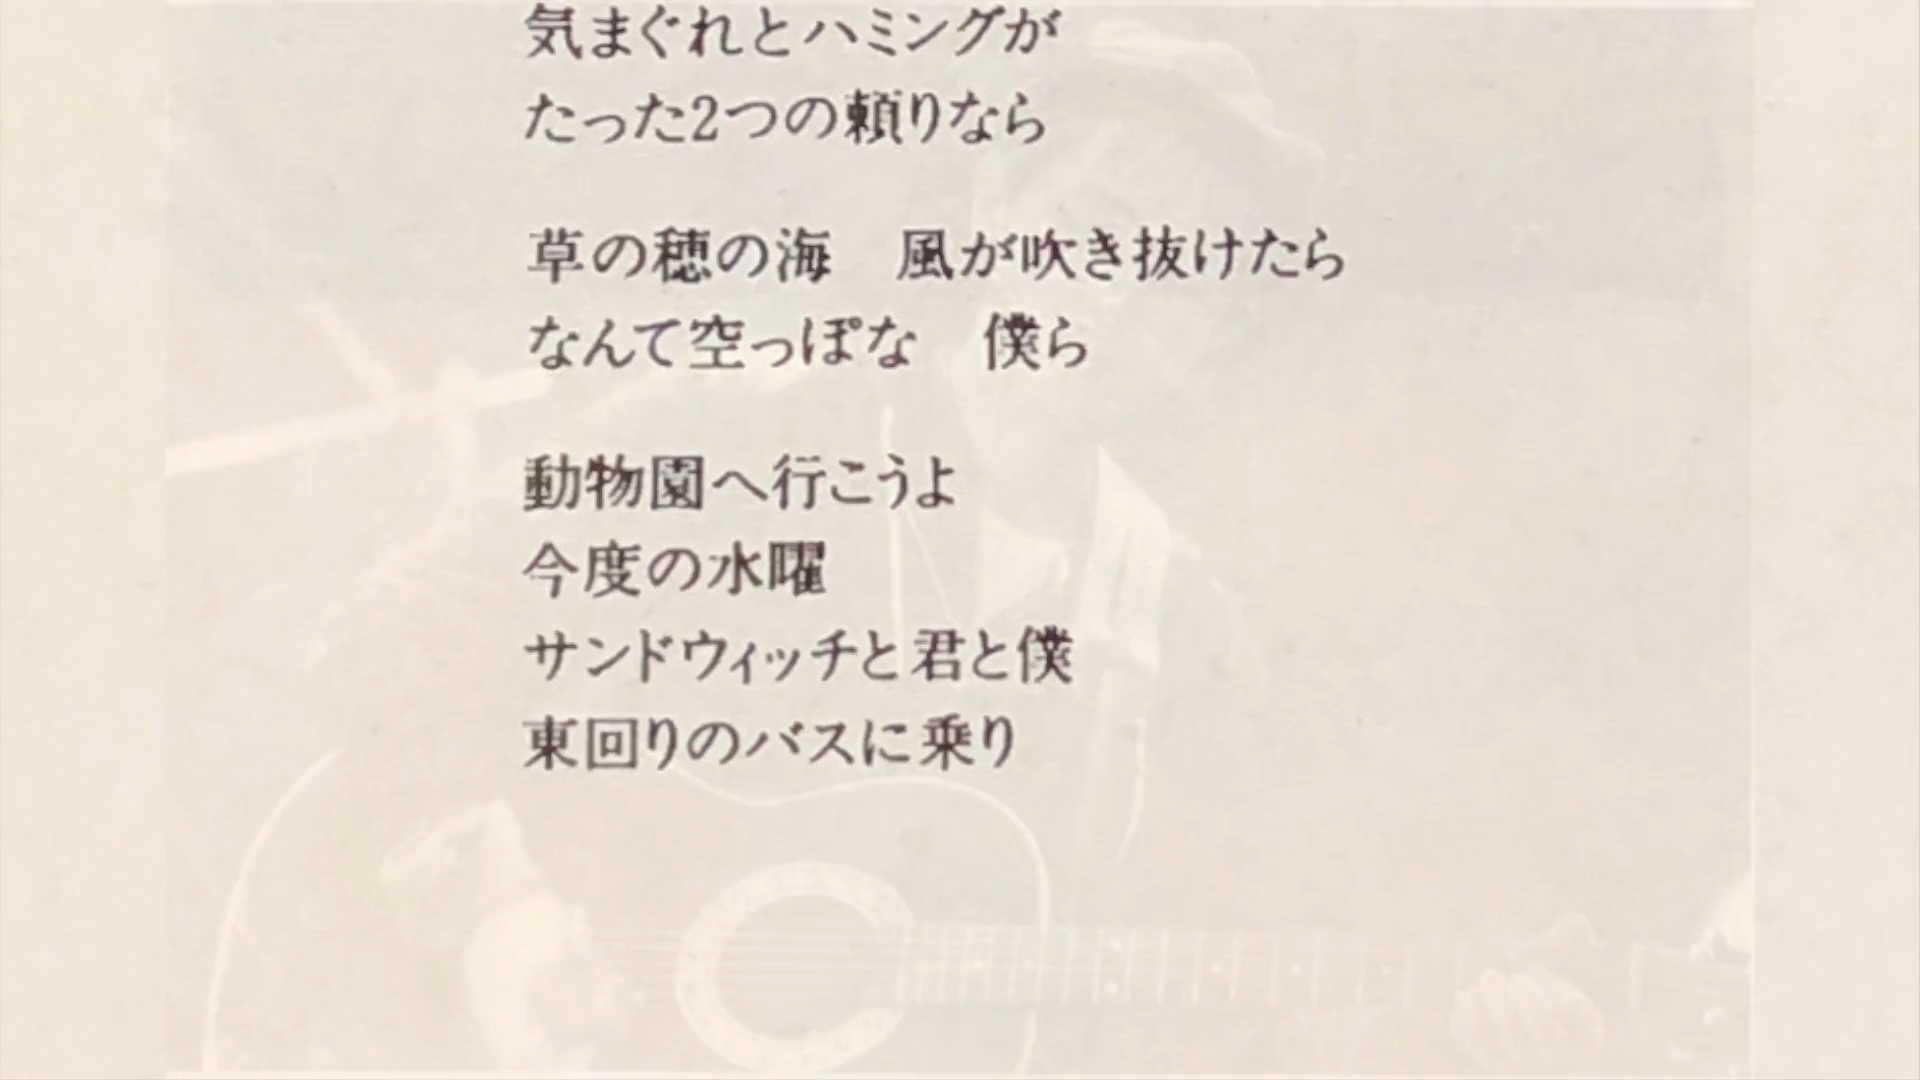 気まぐれとハミングが
たった2つの頼りなら
草の穂の海　風が吹き抜けたら
なんて空っぽな　僕ら
動物園へ行こうよ
今度の水曜
サンドウィッチと君と僕
東回りのバスに乗り